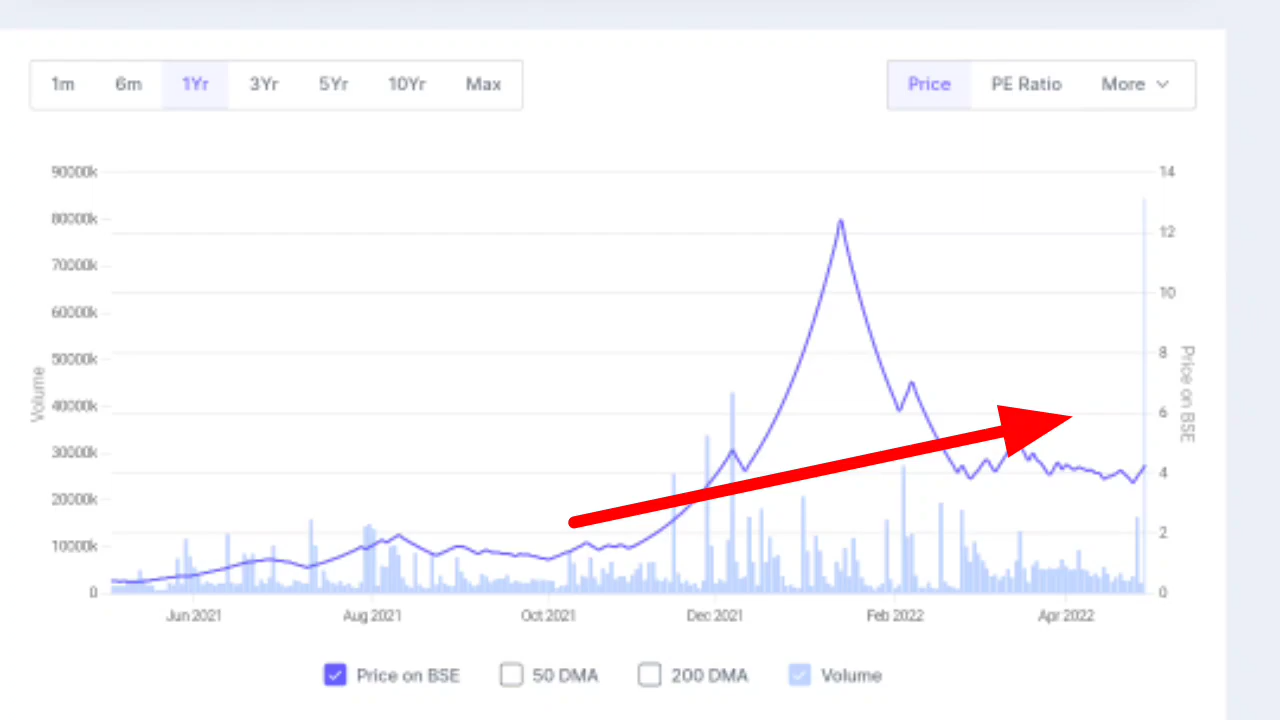 1m 6m 1Yr 3Yr 5Yr 10Yr Max
Price PE Ratio More
90000k 14
80000k
12
70000k
10
60000k
50000k 8
40000k 6
30000k
4
20000k
2
10000k
0 0
Volume
Price on BSE
Jun 2021 Aug 2021 Oct 2021 Dec 2021 Feb 2022 Apr 2022
Price on BSE 50 DMA 200 DMA Volume